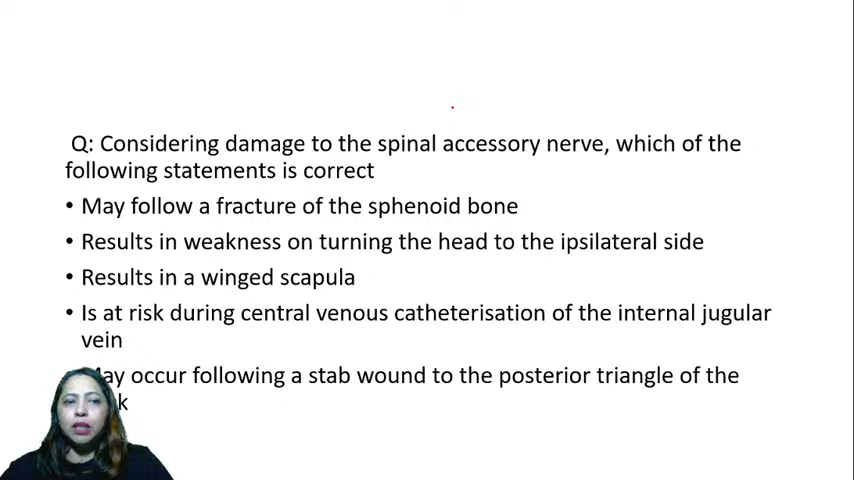 Q: Considering damage to the spinal accessory nerve, which of the
following statements is correct
• May follow a fracture of the sphenoid bone
• Results in weakness on turning the head to the ipsilateral side
• Results in a winged scapula
• Is at risk during central venous catheterisation of the internal jugular
vein
May occur following a stab wound to the posterior triangle of the